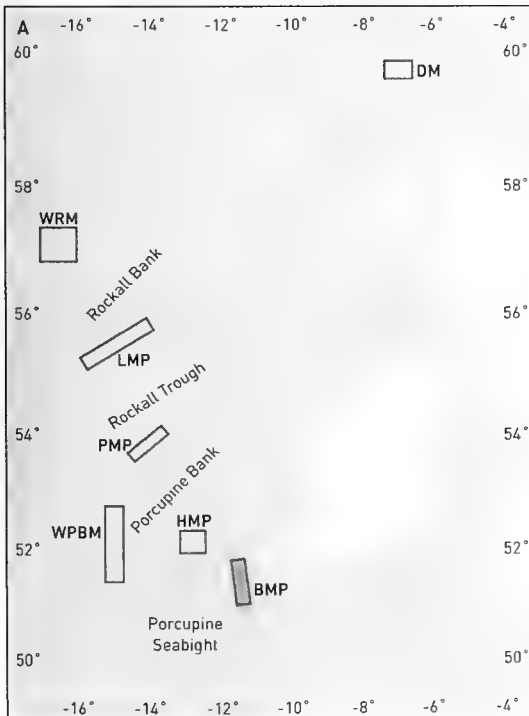 A
-16° -14° -12° -10° -8° -6° -4°
60° 60°
DM
58° 58°
WRM
Rockall Bank
56° 56°
LMP
Rockall Trough
54° 54°
PMP
Porcupine Bank
HMP
WPBM
52° 52°
BMP
Porcupine
Seabight
50° 50°
-16° -14° -12° -10° -8° -6° -4°